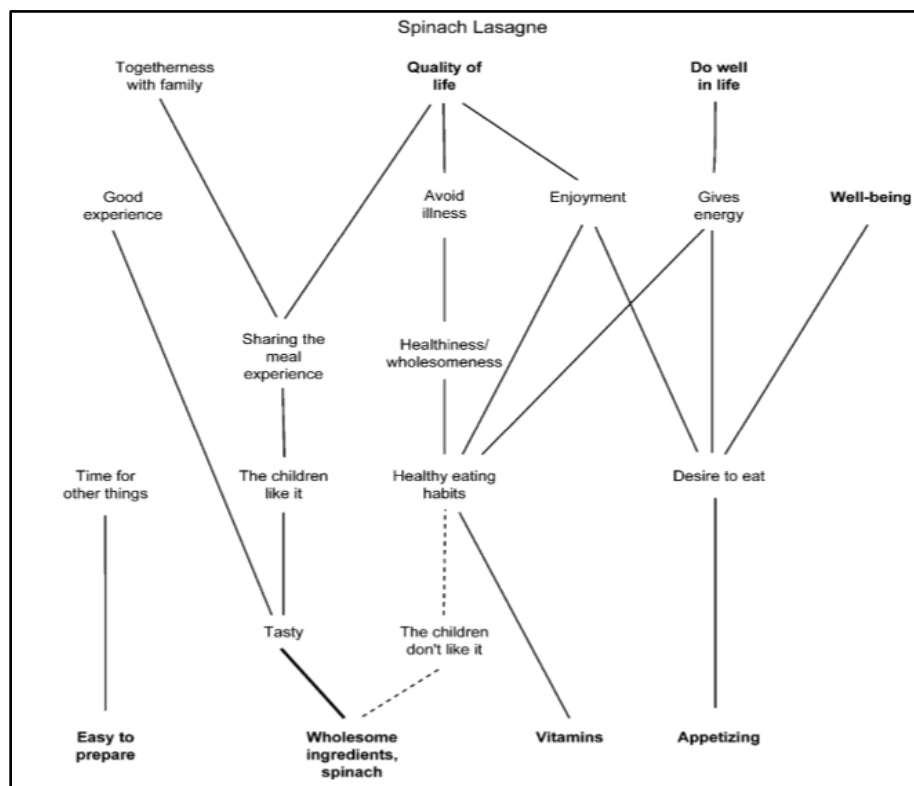 Spinach Lasagne
Togetherness
with family
Quality of
life
Do well
in life
Good
experience
Avoid
illness
Enjoyment
Gives
energy
Well-being
Sharing the
meal
experience
Healthiness/
wholesomeness
Time for
other things
The children
like it
Healthy eating
habits
Desire to eat
Tasty
The children
don't like it
Easy to
prepare
Wholesome
ingredients,
spinach
Vitamins
Appetizing